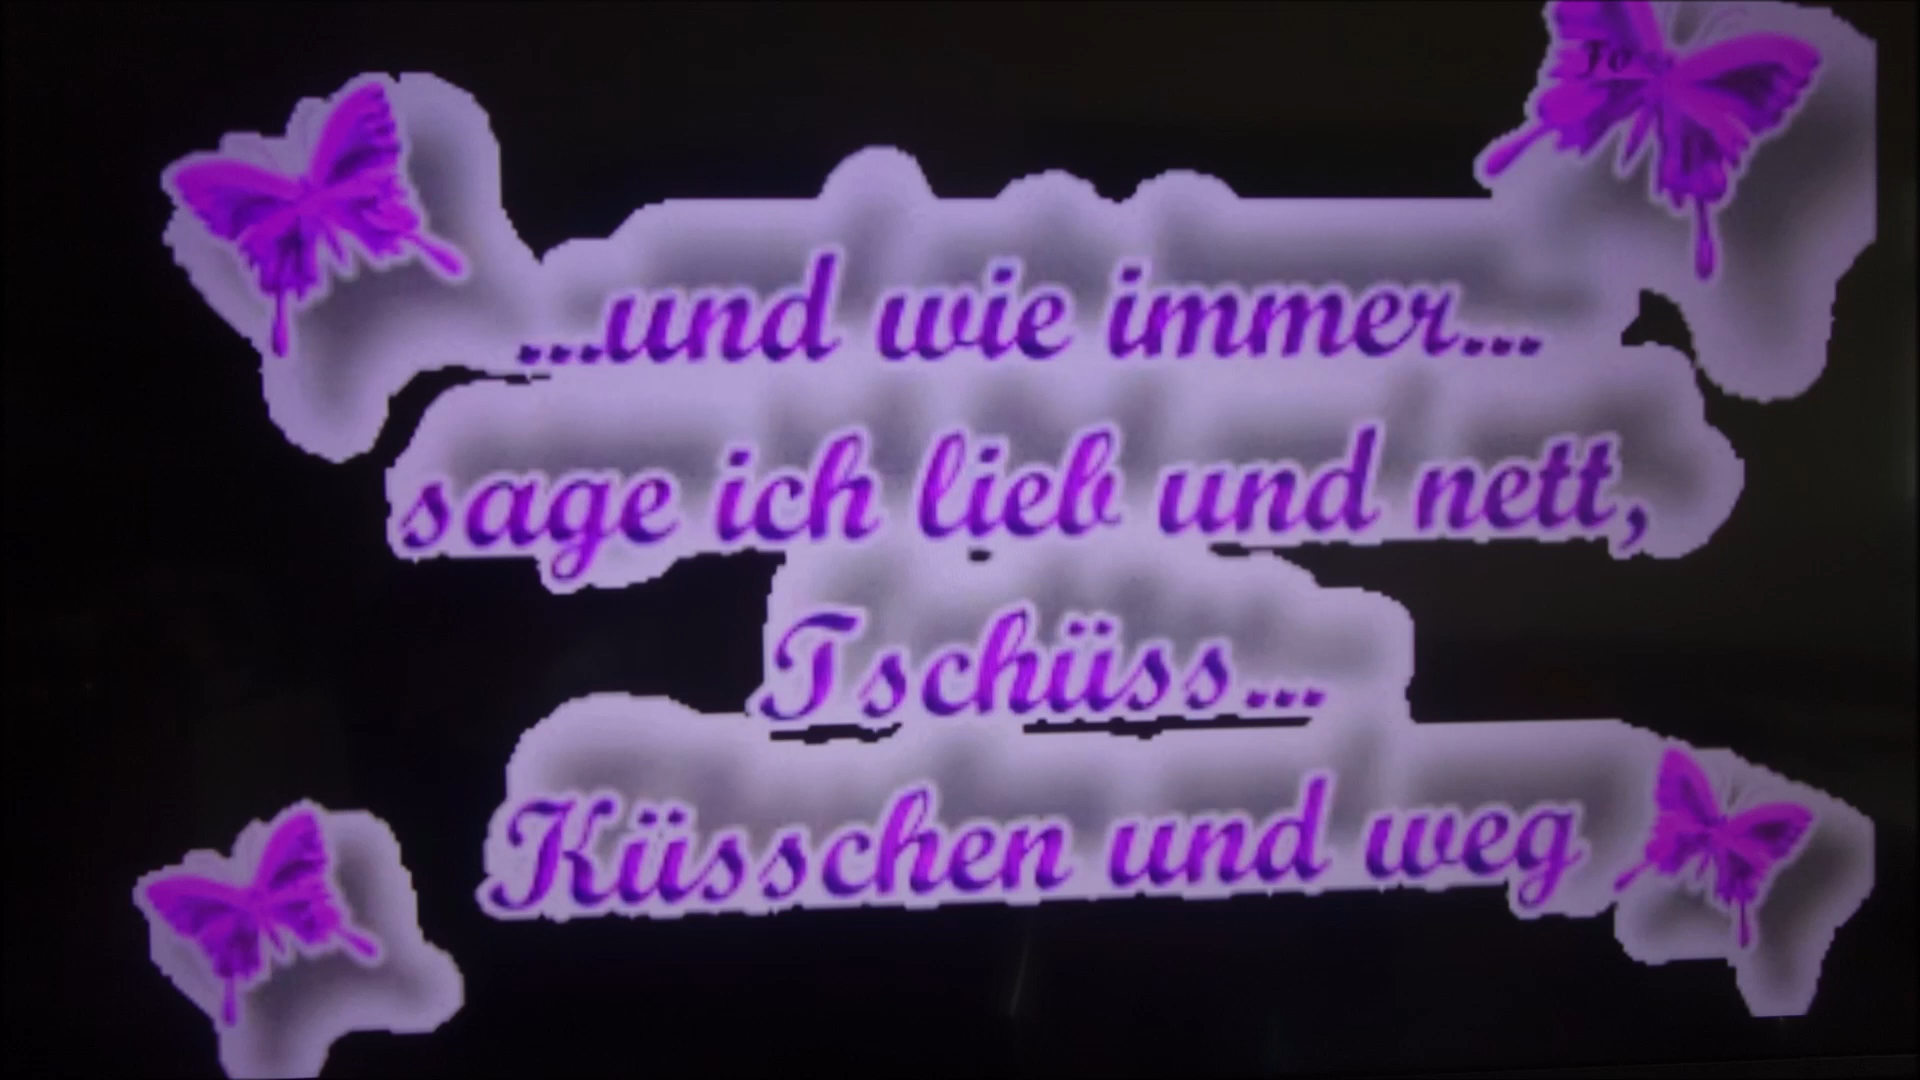 ...und wie immer...
sage ich lieb und nett,
Tschüss...
Küsschen und weg